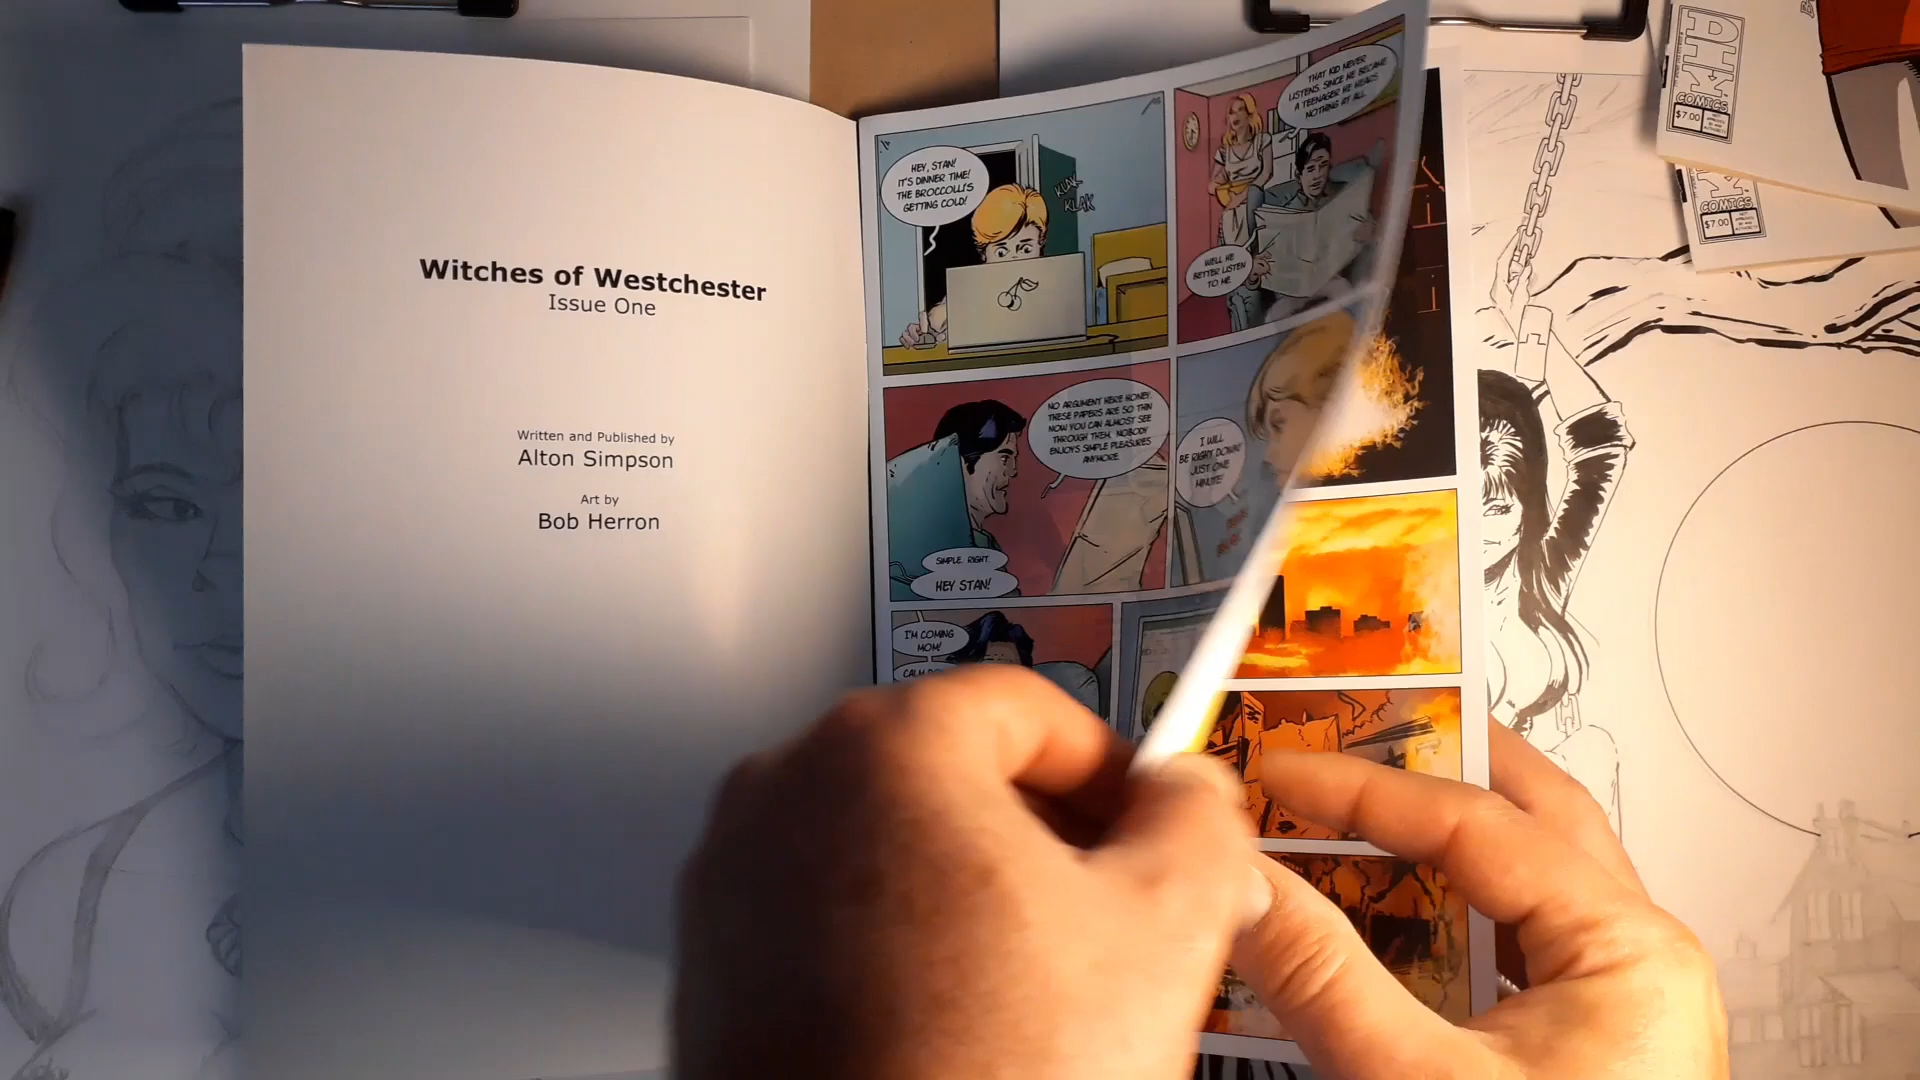 Witches of Westchester
Issue One
Written and Published by
Alton Simpson
Art by
Bob Herron
HEY, STAN!
IT'S DINNER TIME!
THE BROCCOLLI'S
GETTING COLD!
KLAK
KLAK
THAT KID NEVER
LISTENS. SINCE HE BECAME
A TEENAGER HE HEARS
NOTHING AT ALL
WELL HE
BETTER LISTEN
TO ME
NO ARGUMENT HERE HONEY.
THESE PAPERS ARE SO THIN
NOW YOU CAN ALMOST SEE
THROUGH THEM. NOBODY
ENJOYS SIMPLE PLEASURES
ANYMORE.
SIMPLE. RIGHT.
HEY STAN!
I WILL
BE RIGHT DOWN!
JUST ONE
MINUTE!
I'M COMING
MOM!
COMICS
$7.00
COMICS
$7.00